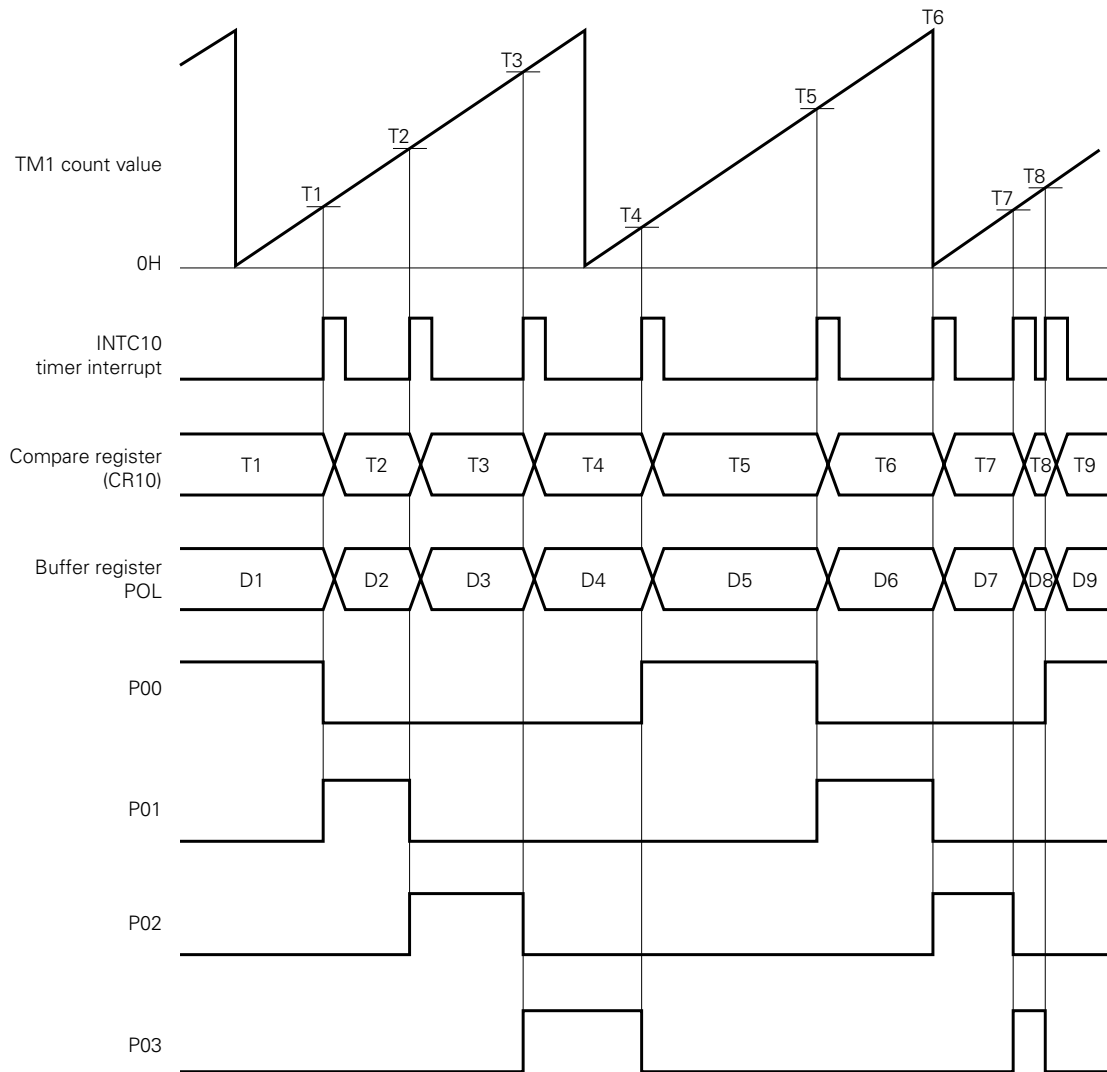 T6
T3
T5
T2
TM1 count value
T8
T1
T7
T4
0H
INTC10
timer interrupt
Compare register
(CR10)
T1 T2 T3 T4 T5 T6 T7 T8 T9
Buffer register
POL
D1 D2 D3 D4 D5 D6 D7 D8 D9
P00
P01
P02
P03